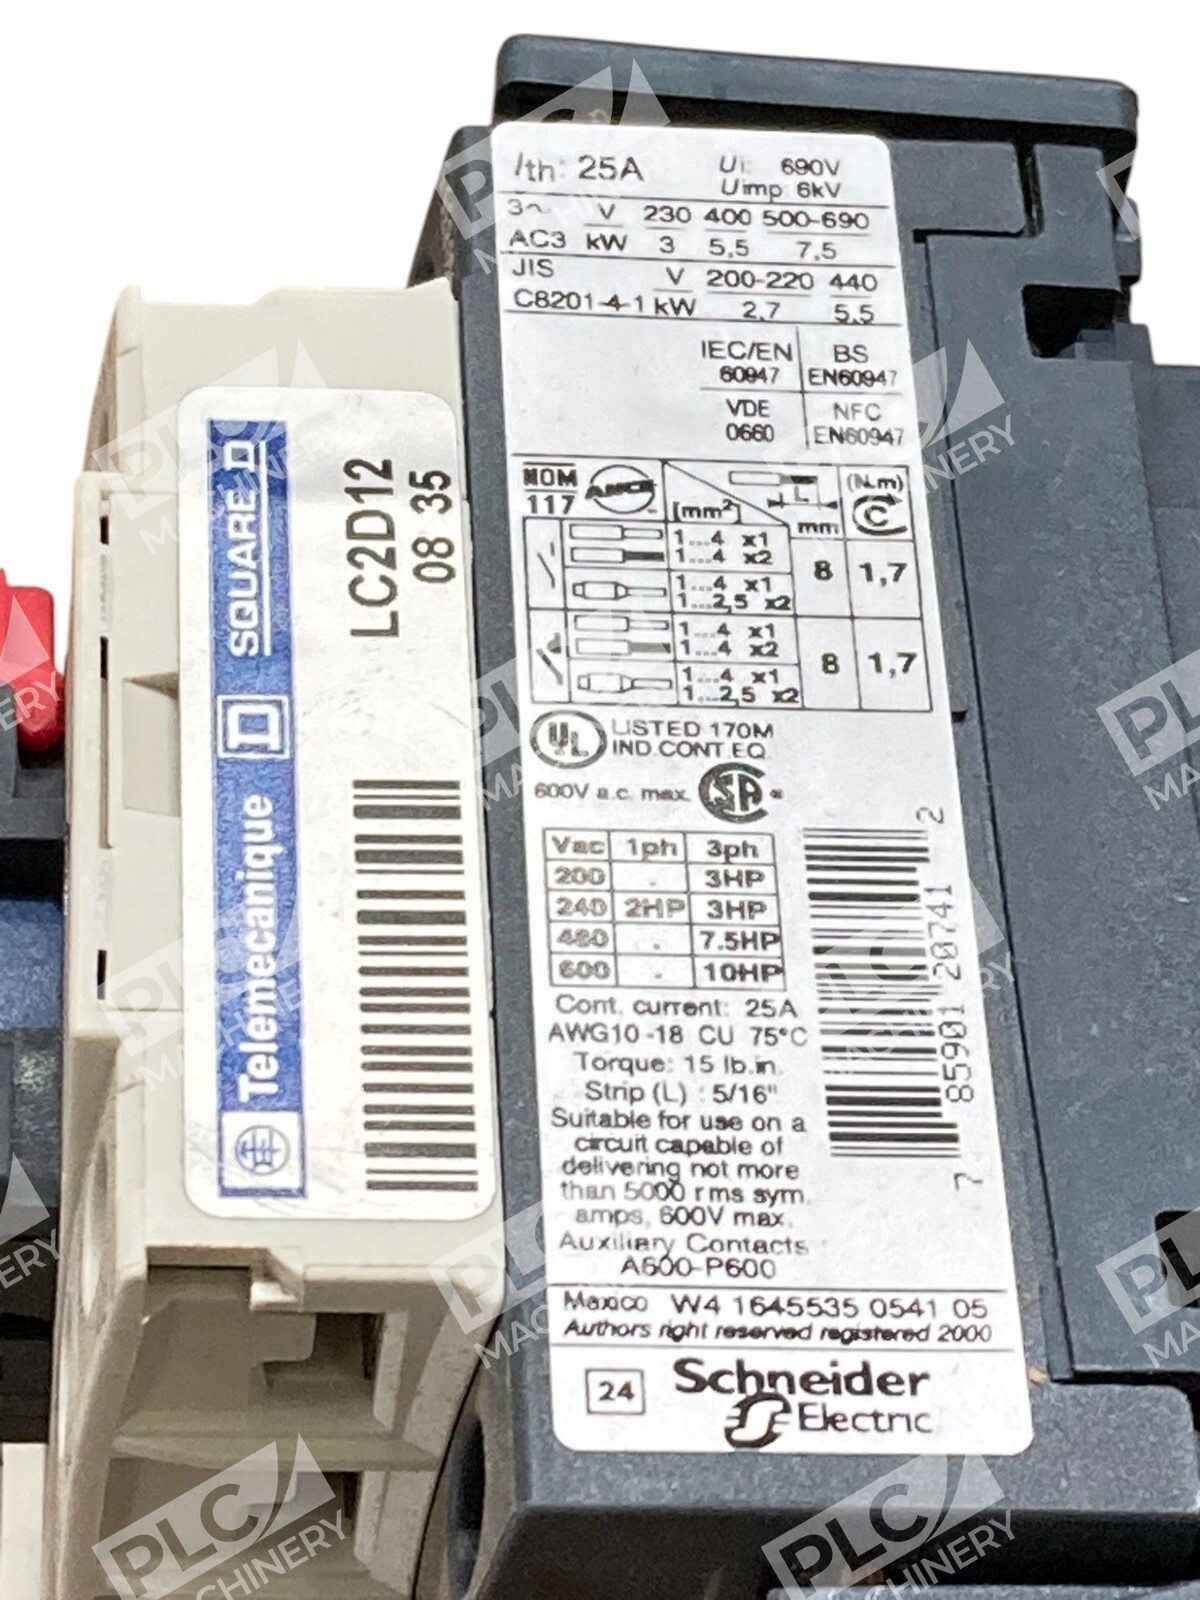 Ith: 25A Ui: 690V
Uimp: 6kV
3~ V 230 400 500-690
AC3 kW 3 5,5 7,5
JIS V 200-220 440
C8201-4-1 kW 2,7 5,5
IEC/EN 60947 BS EN60947
VDE 0660 NFC EN60947
NOM 117 ANCE [mm²] L mm (N.m) C
1...4 x1
1...4 x2
1...4 x1
1...2,5 x2
8 1,7
1...4 x1
1...4 x2
1...4 x1
1...2,5 x2
8 1,7
UL LISTED 170M
IND.CONT.EQ.
600V a.c. max. SA
Vac 1ph 3ph
200 . 3HP
240 2HP 3HP
480 . 7.5HP
600 . 10HP
Cont. current: 25A
AWG10-18 CU 75°C
Torque: 15 lb.in.
Strip (L) : 5/16"
Suitable for use on a
circuit capable of
delivering not more
than 5000 rms sym.
amps, 600V max.
Auxiliary Contacts :
A600-P600
7 85901 20741 2
Mexico W4 1645535 0541 05
Authors right reserved registered 2000
24 Schneider
Electric
Telemecanique D SQUARE D
LC2D12
08 35
PLC
MACHINERY